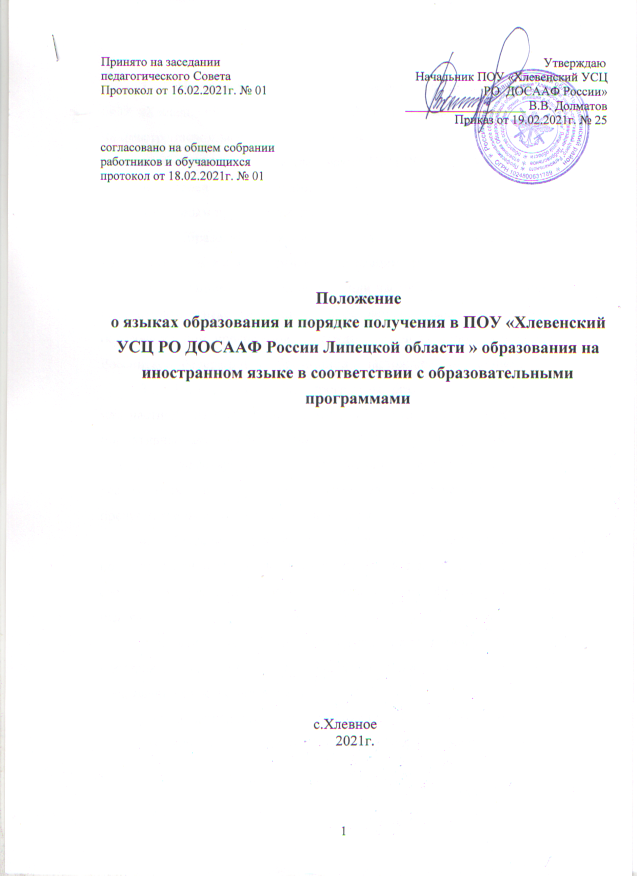 Принято на заседании
педагогического Совета
Протокол от 16.02.2021г. № 01
согласовано на общем собрании
работников и обучающихся
протокол от 18.02.2021г. № 01
Утверждаю
Начальник ПОУ «Хлевенский УСЦ
РО ДОСААФ России»
В.В. Долматов
Приказ от 19.02.2021г. № 25
Положение
о языках образования и порядке получения в ПОУ «Хлевенский
УСЦ РО ДОСААФ России Липецкой области » образования на
иностранном языке в соответствии с образовательными
программами
с.Хлевное
2021г.
1